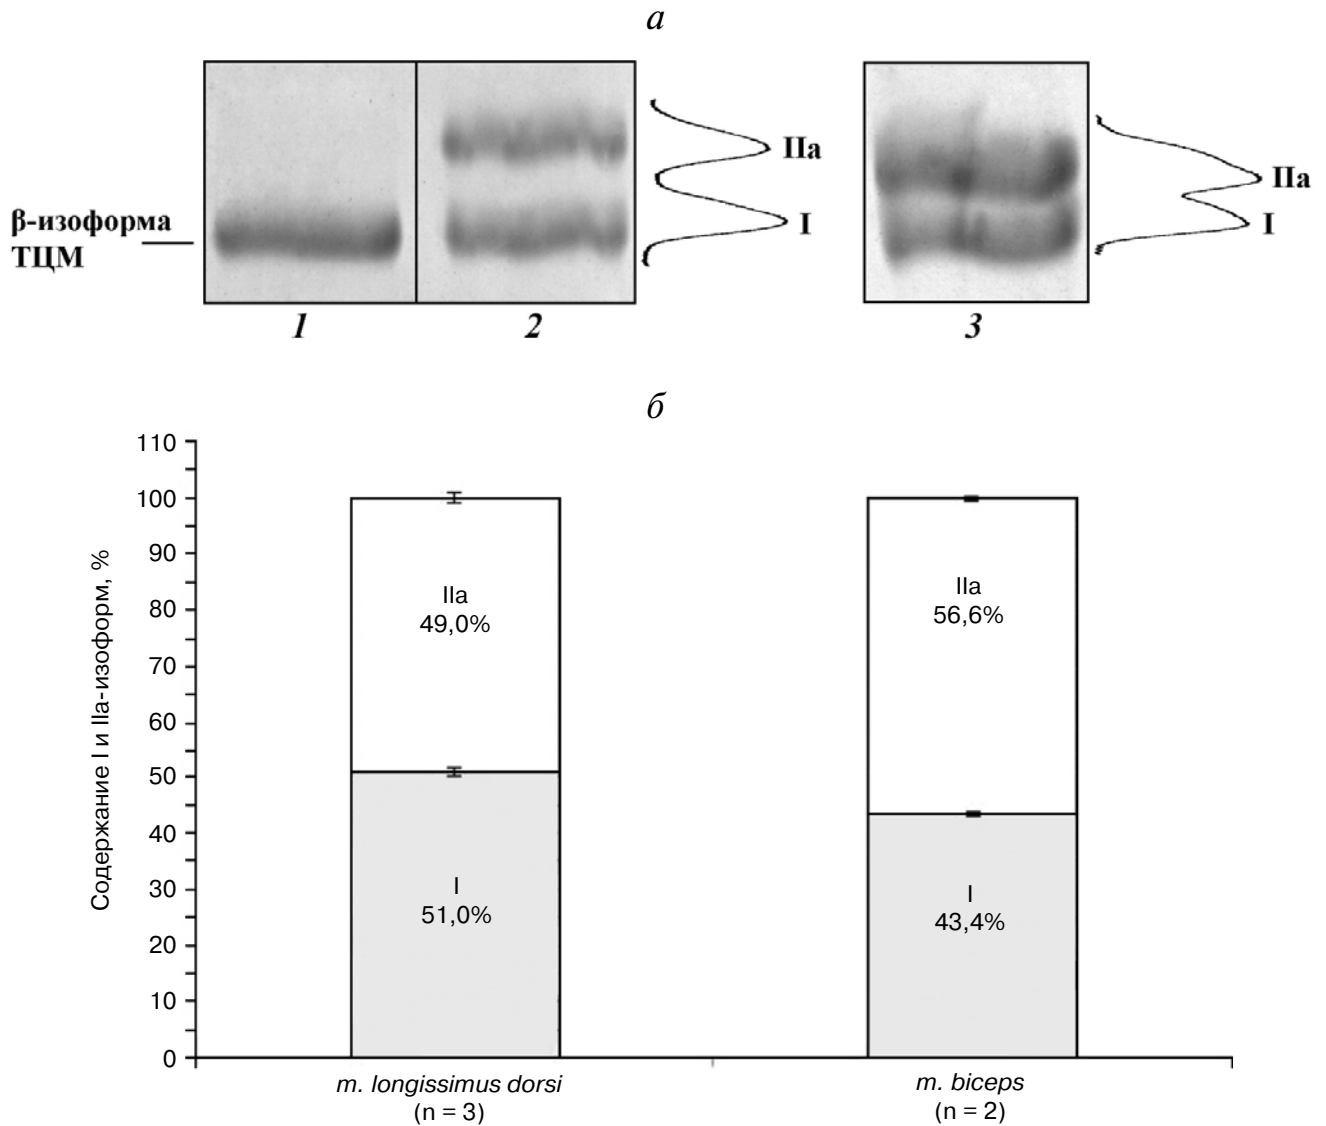 а
β-изоформа
ТЦМ
IIa
I
IIa
I
1
2
3
б
Содержание I и IIa-изоформ, %
110
100
90
80
70
60
50
40
30
20
10
0
IIa
49,0%
I
51,0%
IIa
56,6%
I
43,4%
m. longissimus dorsi
(n = 3)
m. biceps
(n = 2)